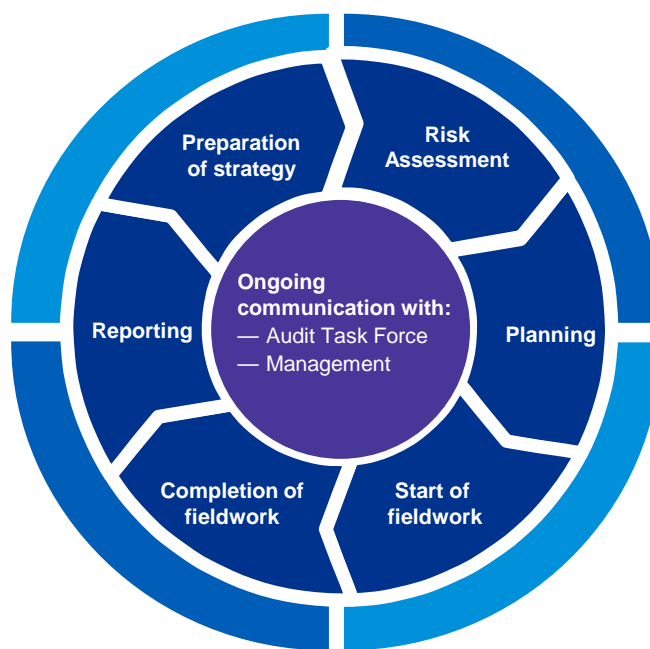 Preparation
of strategy
Risk
Assessment
Ongoing
communication with:
— Audit Task Force
— Management
Reporting
Planning
Completion of
fieldwork
Start of
fieldwork